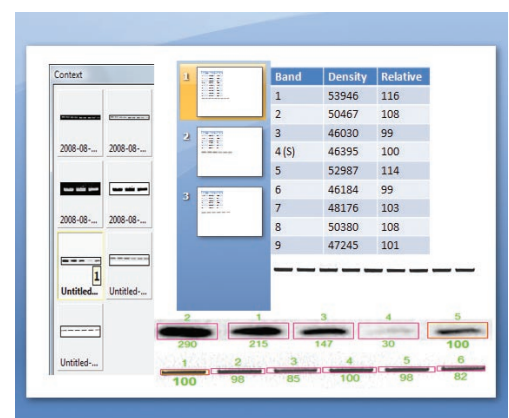 Context
2008-08-...
2008-08-...
2008-08-...
2008-08-...
1
Untitled...
Untitled-...
Untitled-...
1
2
3
Band Density Relative
1 53946 116
2 50467 108
3 46030 99
4 (S) 46395 100
5 52987 114
6 46184 99
7 48176 103
8 50380 108
9 47245 101
2 1 3 4 5
290 215 147 30 100
1 2 3 4 5 6
100 98 85 100 98 82